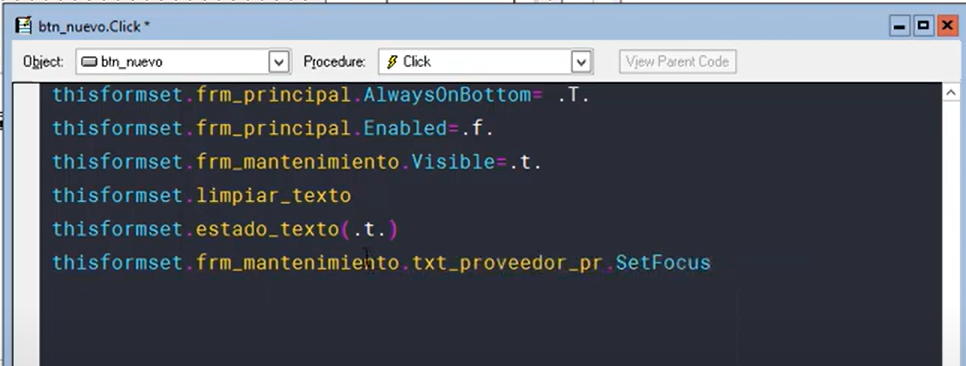 btn_nuevo.Click *
Object: btn_nuevo Procedure: Click View Parent Code
thisformset.frm_principal.AlwaysOnBottom= .T.
thisformset.frm_principal.Enabled=.f.
thisformset.frm_mantenimiento.Visible=.t.
thisformset.limpiar_texto
thisformset.estado_texto(.t.)
thisformset.frm_mantenimiento.txt_proveedor_pr.SetFocus